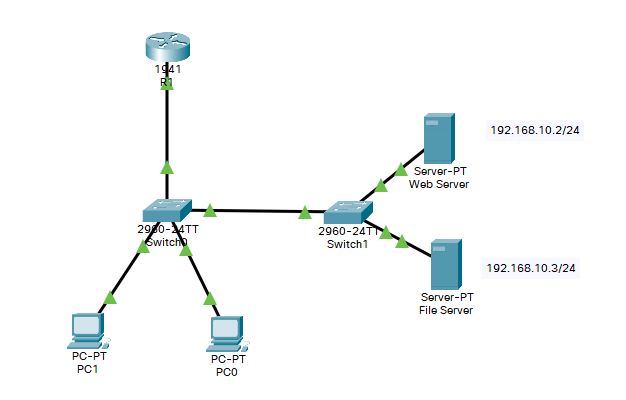 1941
R1
Server-PT
Web Server
192.168.10.2/24
2960-24TT
Switch0
2960-24TT
Switch1
192.168.10.3/24
Server-PT
File Server
PC-PT
PC1
PC-PT
PC0